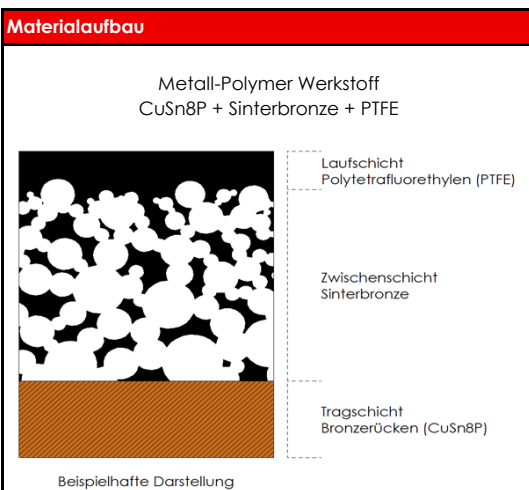 Materialaufbau
Metall-Polymer Werkstoff
CuSn8P + Sinterbronze + PTFE
Laufschicht
Polytetrafluorethylen (PTFE)
Zwischenschicht
Sinterbronze
Tragschicht
Bronzerücken (CuSn8P)
Beispielhafte Darstellung